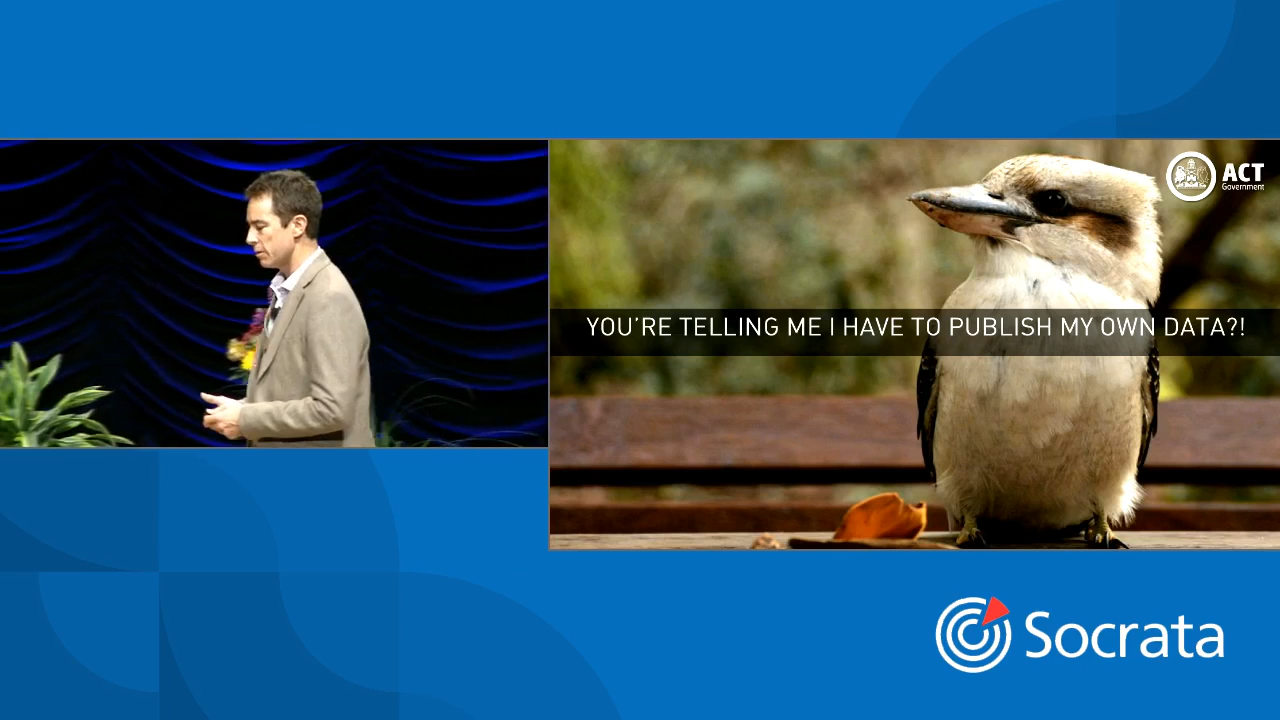 ACT
Government
YOU’RE TELLING ME I HAVE TO PUBLISH MY OWN DATA?!
Socrata